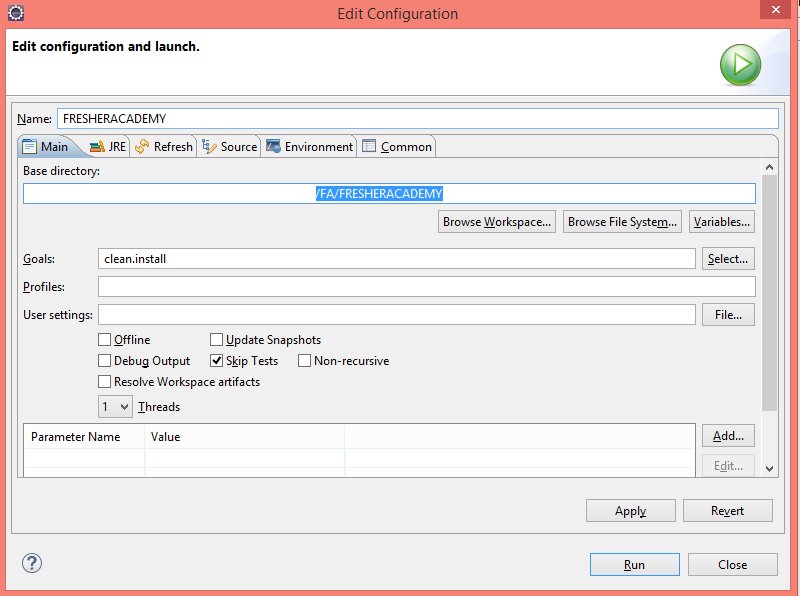 Edit Configuration
Edit configuration and launch.
Name: FRESHERACADEMY
Main JRE Refresh Source Environment Common
Base directory:
/FA/FRESHERACADEMY
Browse Workspace... Browse File System... Variables...
Goals: clean.install Select...
Profiles:
User settings: File...
Offline Update Snapshots
Debug Output Skip Tests Non-recursive
Resolve Workspace artifacts
1 Threads
Parameter Name Value Add...
Edit...
Apply Revert
? Run Close